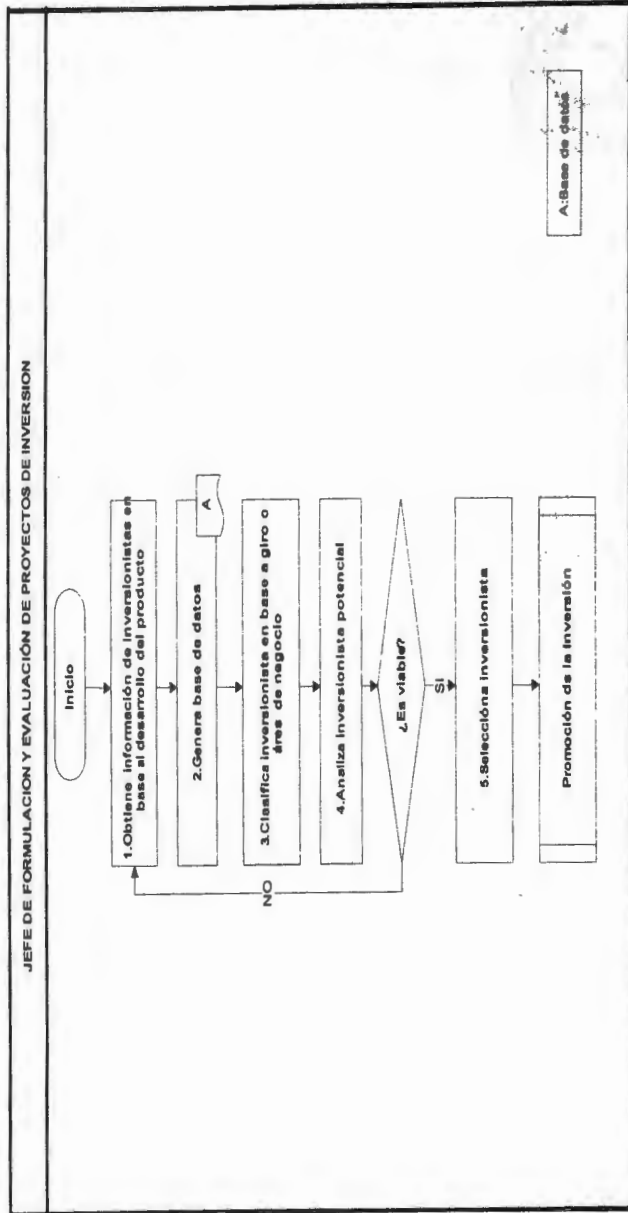 JEFE DE FORMULACION Y EVALUACIÓN DE PROYECTOS DE INVERSION
Inicio
1.Obtiene información de inversionistas en
base al desarrollo del producto
2.Genera base de datos
A
3.Clasifica inversionista en base a giro o
área de negocio
4.Analiza inversionista potencial
¿Es viable?
NO
SI
5.Seleccióna inversionista
Promoción de la inversión
A:Base de datos